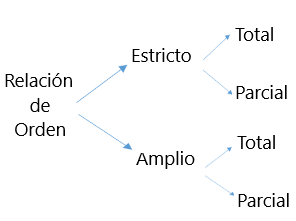 Relación
de
Orden
Estricto
Total
Parcial
Amplio
Total
Parcial